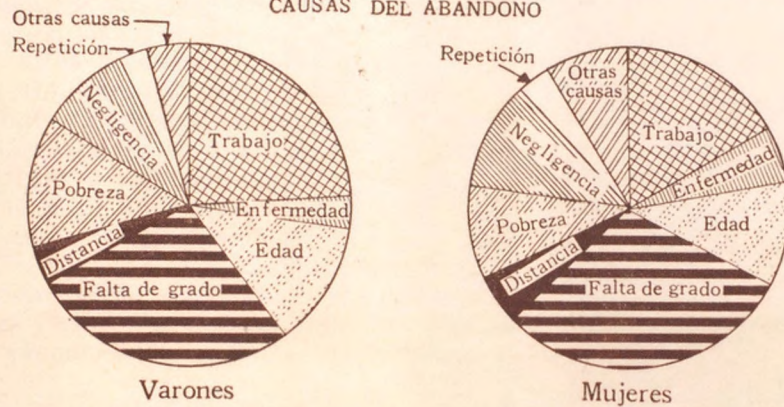 CAUSAS DEL ABANDONO
Otras causas
Repetición
Negligencia
Trabajo
Pobreza
Enfermedad
Edad
Distancia
Falta de grado
Varones
Repetición
Otras
causas
Negligencia
Trabajo
Enfermedad
Pobreza
Edad
Distancia
Falta de grado
Mujeres